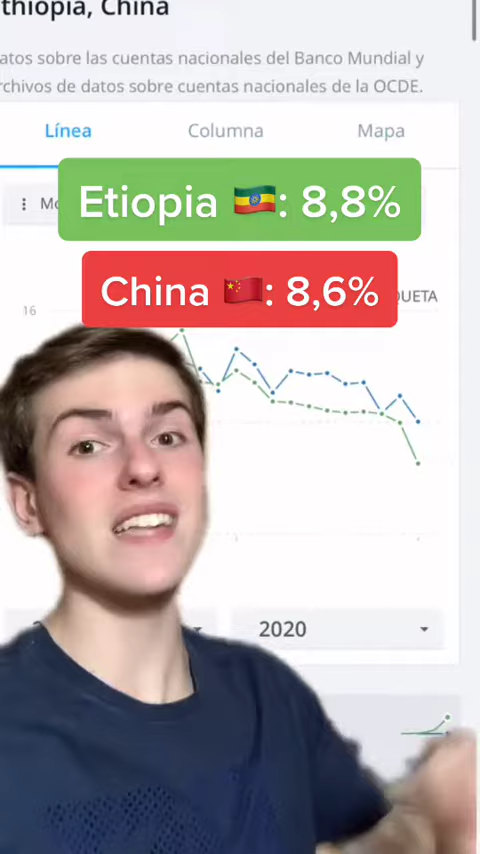 thiopia, China
atos sobre las cuentas nacionales del Banco Mundial y
rchivos de datos sobre cuentas nacionales de la OCDE.
Línea Columna Mapa
Etiopia 🇪🇹: 8,8%
China 🇨🇳: 8,6%
16
2020